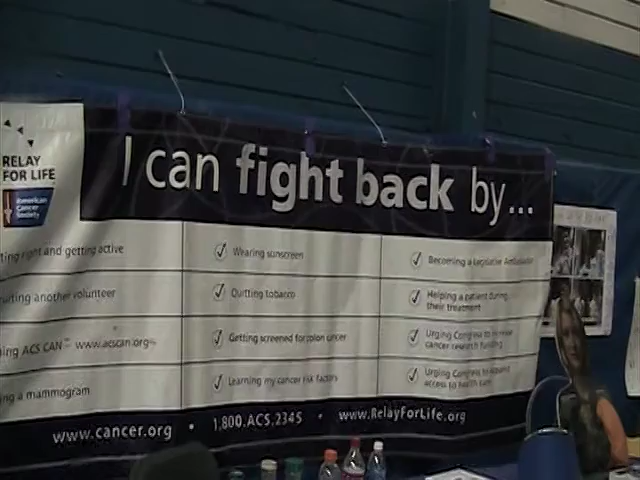 RELAY
FOR LIFE
American
Cancer
Society
I can fight back by...
ting right and getting active
Wearing sunscreen
Becoming a Legislative Ambassador
uiting another volunteer
Quitting tobacco
Helping a patient during
their treatment
ing ACS CAN www.acscan.org
Getting screened for colon cancer
Urging Congress to increase
cancer research funding
ing a mammogram
Learning my cancer risk factors
Urging Congress to expand
access to health care
www.cancer.org • 1.800.ACS.2345 • www.RelayForLife.org